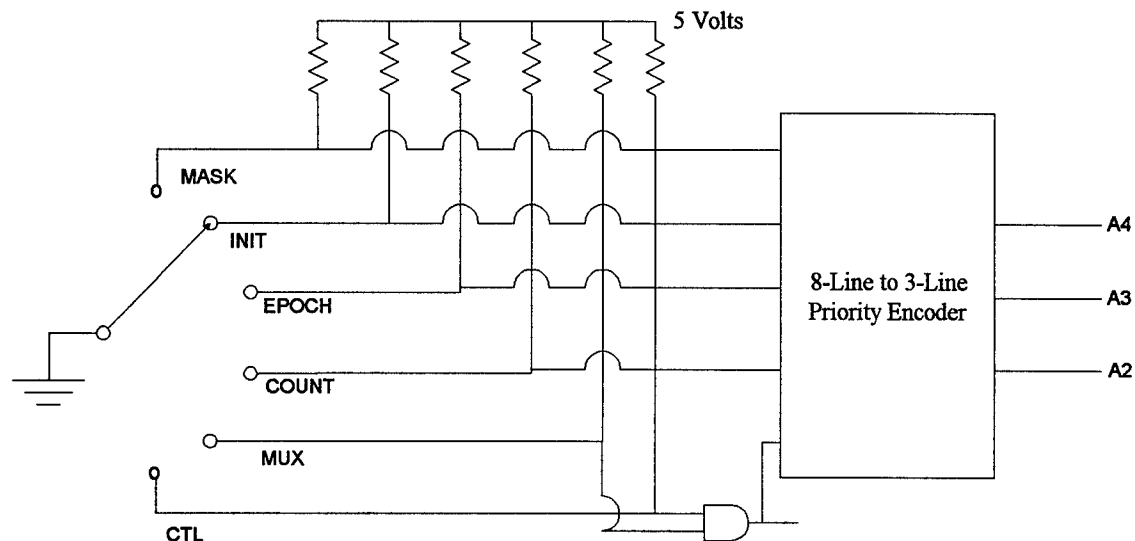 5 Volts
MASK
INIT
EPOCH
COUNT
MUX
CTL
8-Line to 3-Line
Priority Encoder
A4
A3
A2